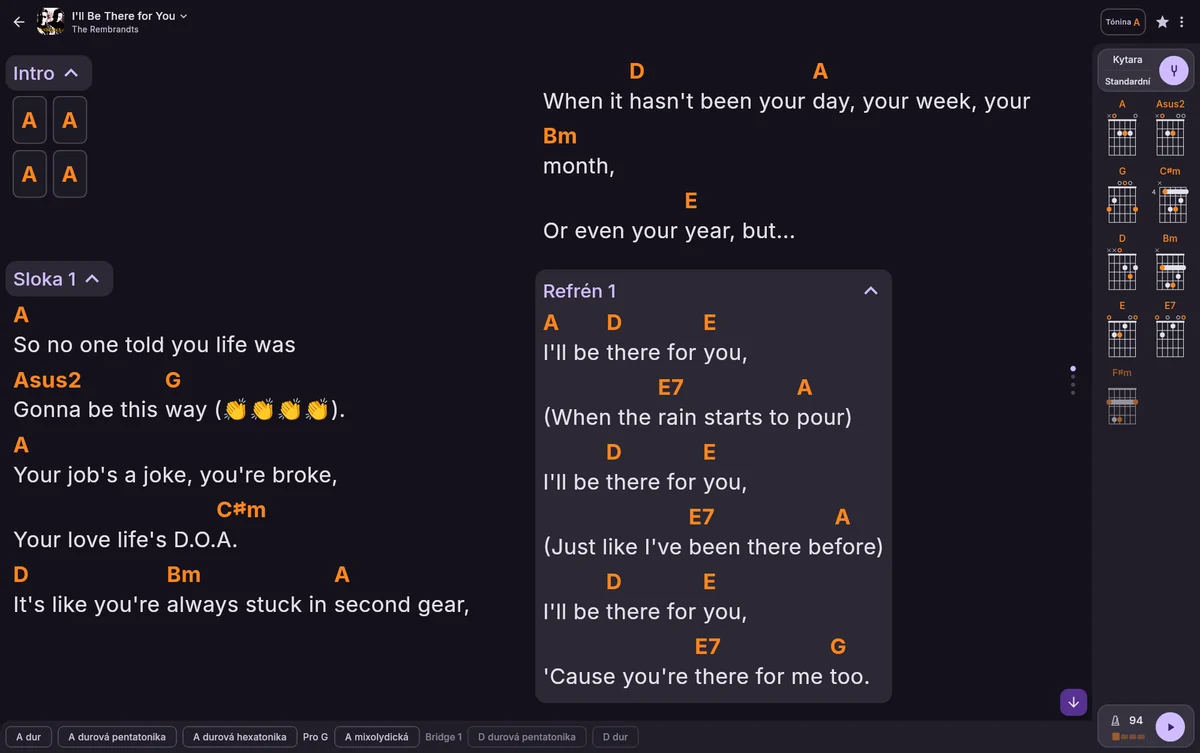 I'll Be There for You
The Rembrandts
Tónina A
Intro
A A
A A
Sloka 1
A
So no one told you life was
Asus2 G
Gonna be this way (👏👏👏👏).
A
Your job's a joke, you're broke,
C#m
Your love life's D.O.A.
D Bm A
It's like you're always stuck in second gear,
D A
When it hasn't been your day, your week, your
Bm
month,
E
Or even your year, but...
Refrén 1
A D E
I'll be there for you,
E7 A
(When the rain starts to pour)
D E
I'll be there for you,
E7 A
(Just like I've been there before)
D E
I'll be there for you,
E7 G
'Cause you're there for me too.
Kytara
Standardní
A Asus2
G C#m
4
D Bm
E E7
F#m
94
A dur A durová pentatonika A durová hexatonika Pro G A mixolydická Bridge 1 D durová pentatonika D dur